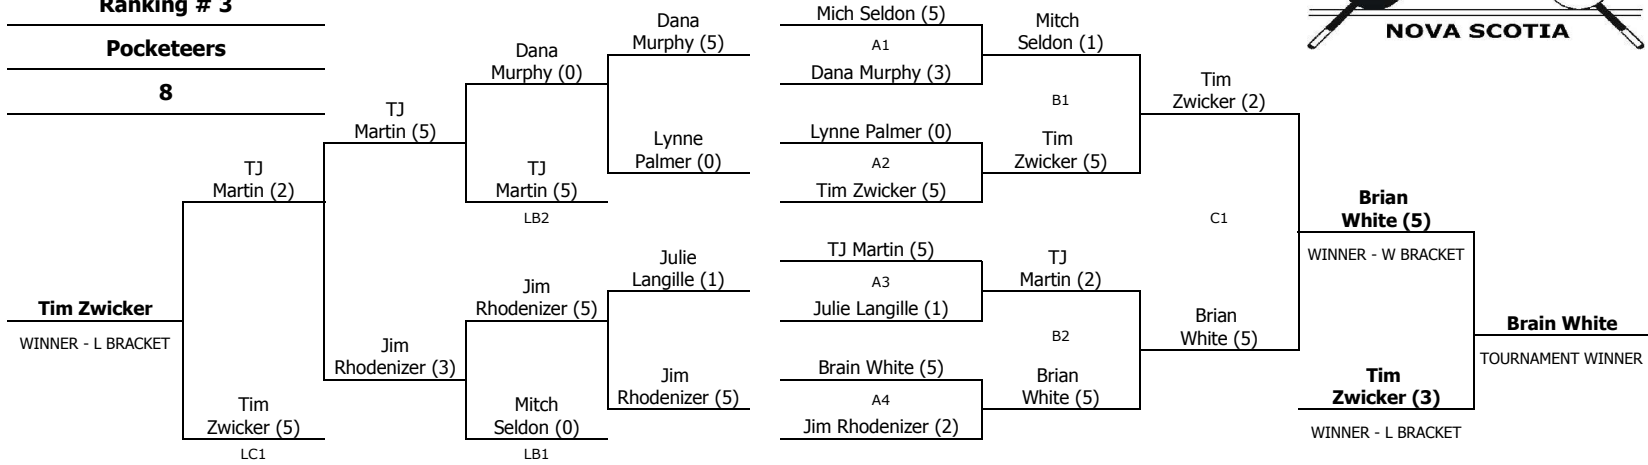 Ranking # 3
Pocketeers
8
TJ
Martin (2)
Tim Zwicker
WINNER - L BRACKET
Tim
Zwicker (5)
LC1
TJ
Martin (5)
Jim
Rhodenizer (3)
Dana
Murphy (0)
TJ
Martin (5)
LB2
Jim
Rhodenizer (5)
Mitch
Seldon (0)
LB1
Dana
Murphy (5)
Lynne
Palmer (0)
Julie
Langille (1)
Jim
Rhodenizer (5)
Mich Seldon (5)
A1
Dana Murphy (3)
Lynne Palmer (0)
A2
Tim Zwicker (5)
TJ Martin (5)
A3
Julie Langille (1)
Brain White (5)
A4
Jim Rhodenizer (2)
Mitch
Seldon (1)
B1
Tim
Zwicker (5)
TJ
Martin (2)
B2
Brian
White (5)
Tim
Zwicker (2)
C1
Brian
White (5)
NOVA SCOTIA
Brian
White (5)
WINNER - W BRACKET
Tim
Zwicker (3)
WINNER - L BRACKET
Brain White
TOURNAMENT WINNER